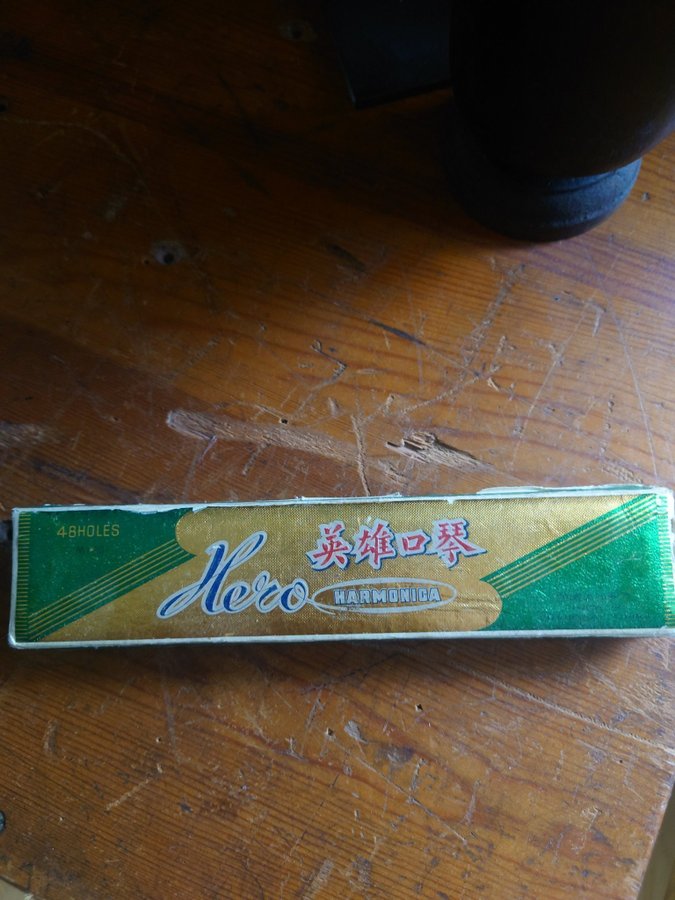 48HOLES
英雄口琴
Hero
HARMONICA